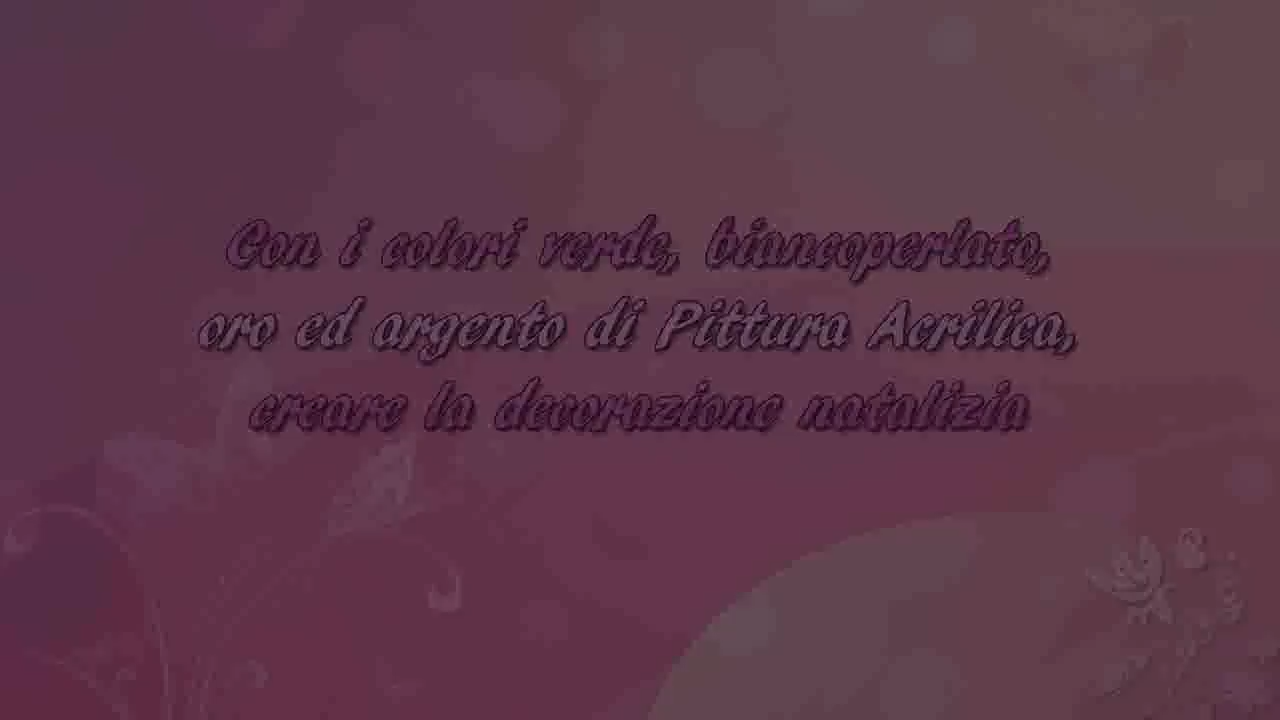 Con i colori verde, biancoperlato,
oro ed argento di Pittura Acrilica,
creare la decorazione natalizia